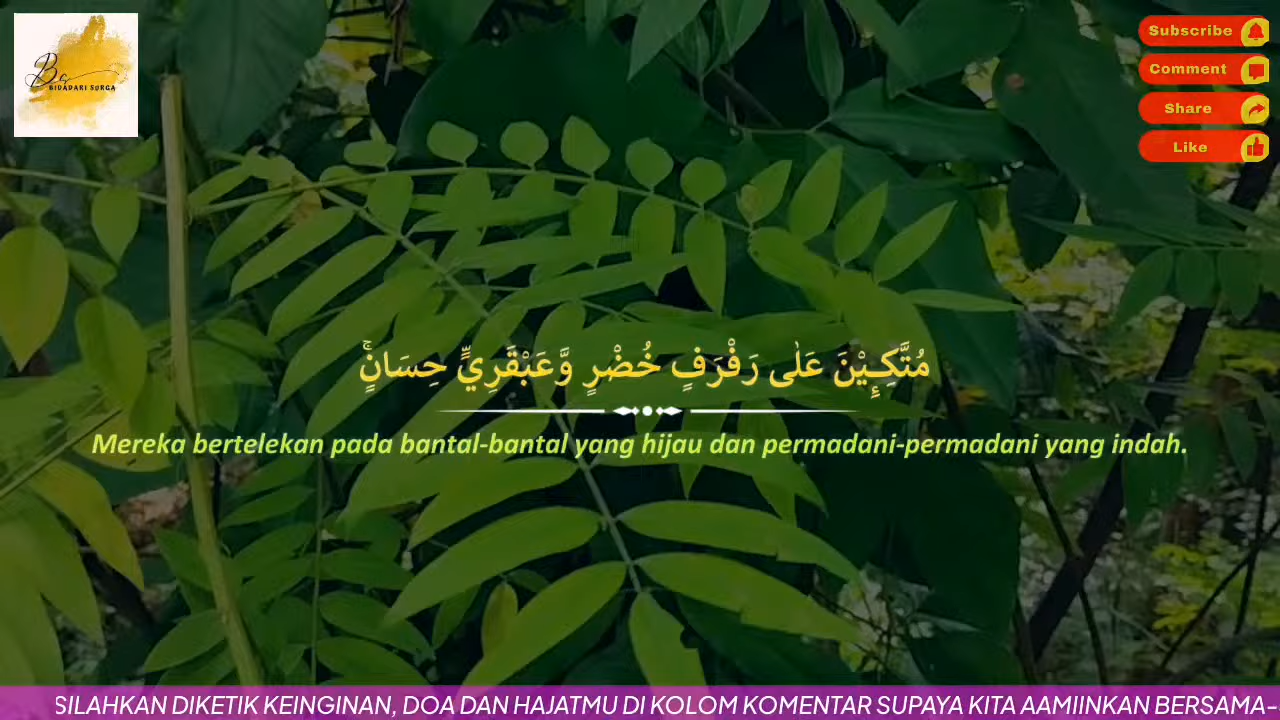 Bs
BIDADARI SURGA
Subscribe
Comment
Share
Like
مُتَّكِـِٕيْنَ عَلٰى رَفْرَفٍ خُضْرٍ وَّعَبْقَرِيٍّ حِسَانٍۚ
Mereka bertelekan pada bantal-bantal yang hijau dan permadani-permadani yang indah.
SILAHKAN DIKETIK KEINGINAN, DOA DAN HAJATMU DI KOLOM KOMENTAR SUPAYA KITA AAMIINKAN BERSAMA-